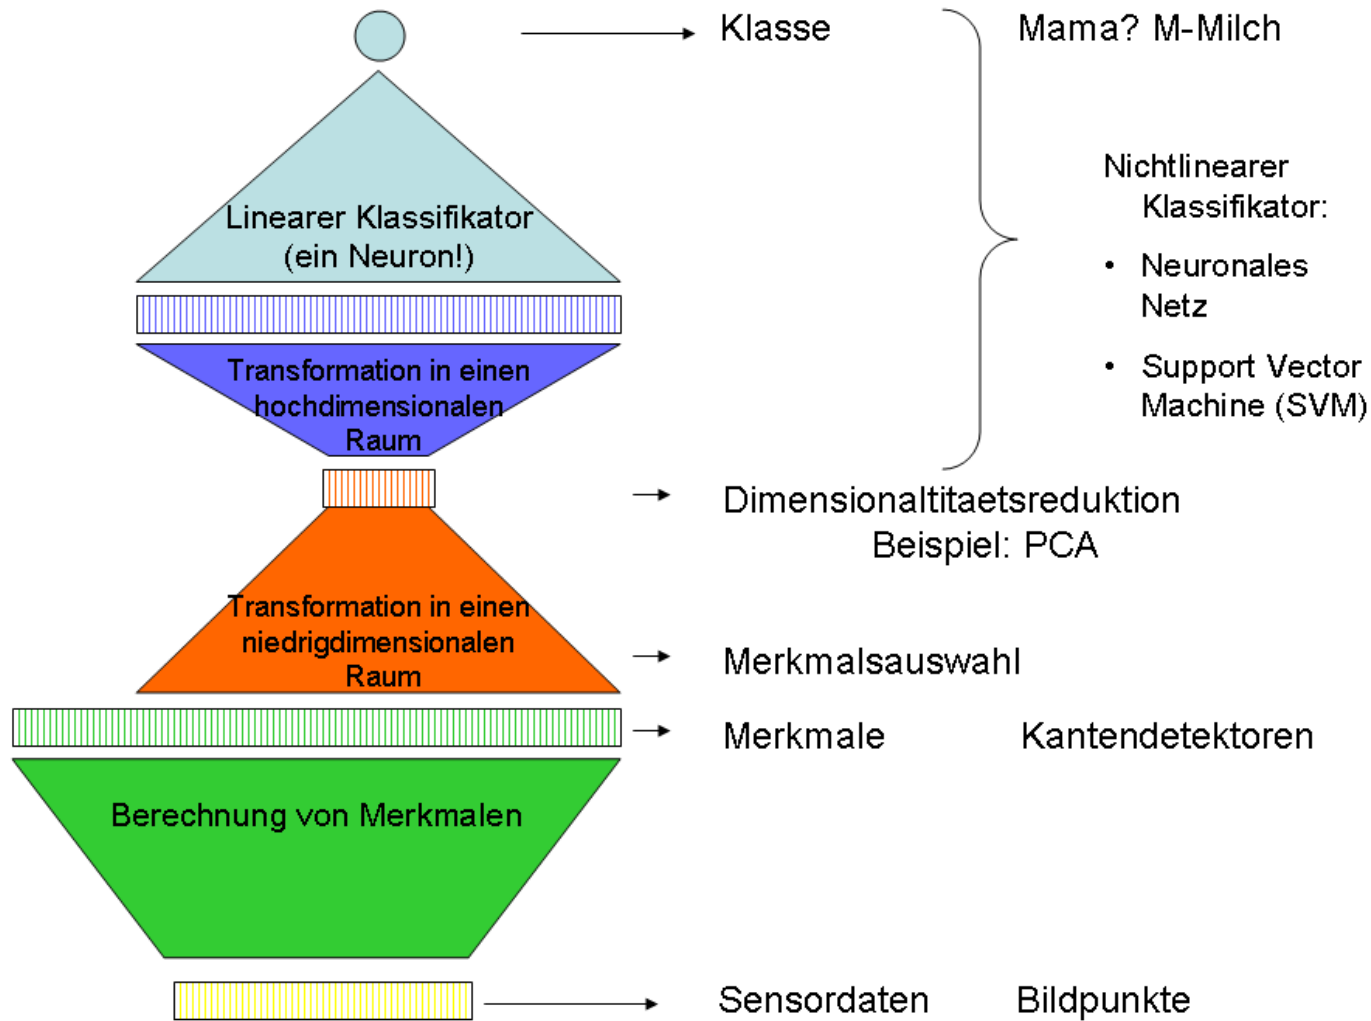 Klasse
Mama? M-Milch
Linearer Klassifikator
(ein Neuron!)
Nichtlinearer
Klassifikator:
• Neuronales
Netz
• Support Vector
Machine (SVM)
Transformation in einen
hochdimensionalen
Raum
Dimensionaltitaetsreduktion
Beispiel: PCA
Transformation in einen
niedrigdimensionalen
Raum
Merkmalsauswahl
Merkmale
Kantendetektoren
Berechnung von Merkmalen
Sensordaten
Bildpunkte